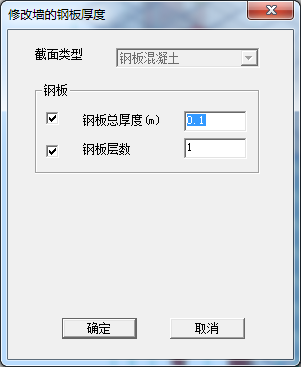 修改墙的钢板厚度
截面类型 钢板混凝土
钢板
钢板总厚度(m) 0.1
钢板层数 1
确定 取消